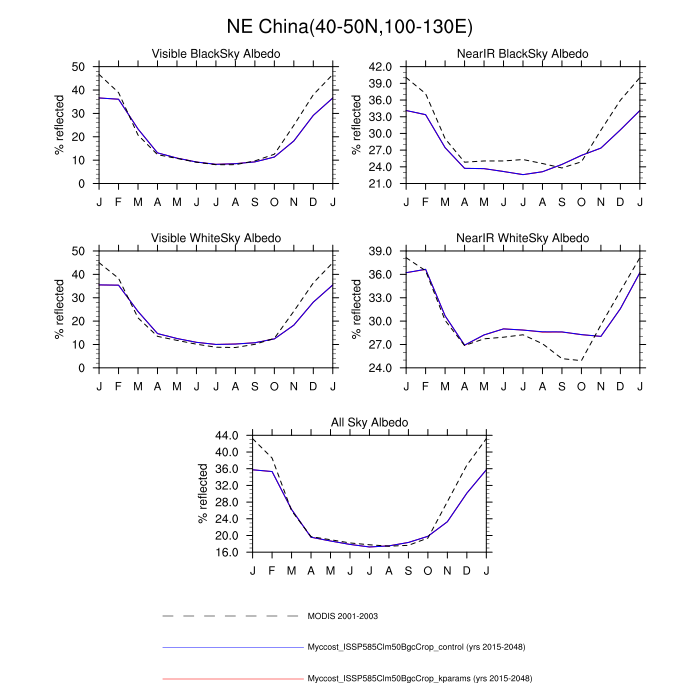 NE China(40-50N,100-130E)
Visible BlackSky Albedo
NearIR BlackSky Albedo
50
40
30
20
10
0
% reflected
J F M A M J J A S O N D J
42.0
39.0
36.0
33.0
30.0
27.0
24.0
21.0
% reflected
J F M A M J J A S O N D J
Visible WhiteSky Albedo
NearIR WhiteSky Albedo
50
40
30
20
10
0
% reflected
J F M A M J J A S O N D J
39.0
36.0
33.0
30.0
27.0
24.0
% reflected
J F M A M J J A S O N D J
All Sky Albedo
44.0
40.0
36.0
32.0
28.0
24.0
20.0
16.0
% reflected
J F M A M J J A S O N D J
MODIS 2001-2003
Myccost_ISSP585Clm50BgcCrop_control (yrs 2015-2048)
Myccost_ISSP585Clm50BgcCrop_kparams (yrs 2015-2048)